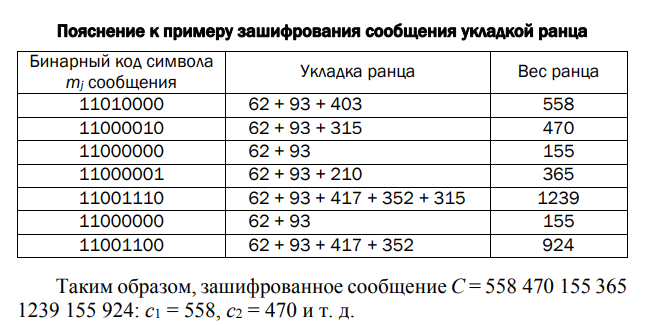 Пояснение к примеру зашифрования сообщения укладкой ранца
Бинарный код символа
mj сообщения
Укладка ранца
Вес ранца
11010000 62 + 93 + 403 558
11000010 62 + 93 + 315 470
11000000 62 + 93 155
11000001 62 + 93 + 210 365
11001110 62 + 93 + 417 + 352 + 315 1239
11000000 62 + 93 155
11001100 62 + 93 + 417 + 352 924
Таким образом, зашифрованное сообщение C = 558 470 155 365
1239 155 924: c1 = 558, c2 = 470 и т. д.